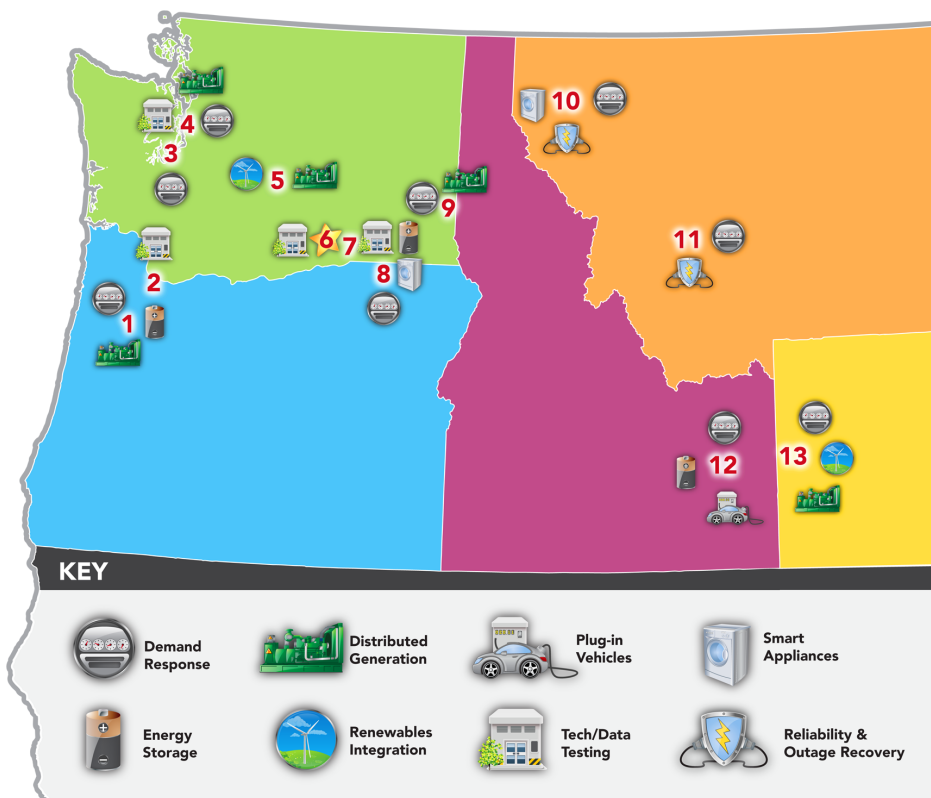 10
4
3
5
9
6
7
11
8
2
1
12
13
KEY
Demand
Response
Distributed
Generation
Plug-in
Vehicles
Smart
Appliances
Energy
Storage
Renewables
Integration
Tech/Data
Testing
Reliability &
Outage Recovery